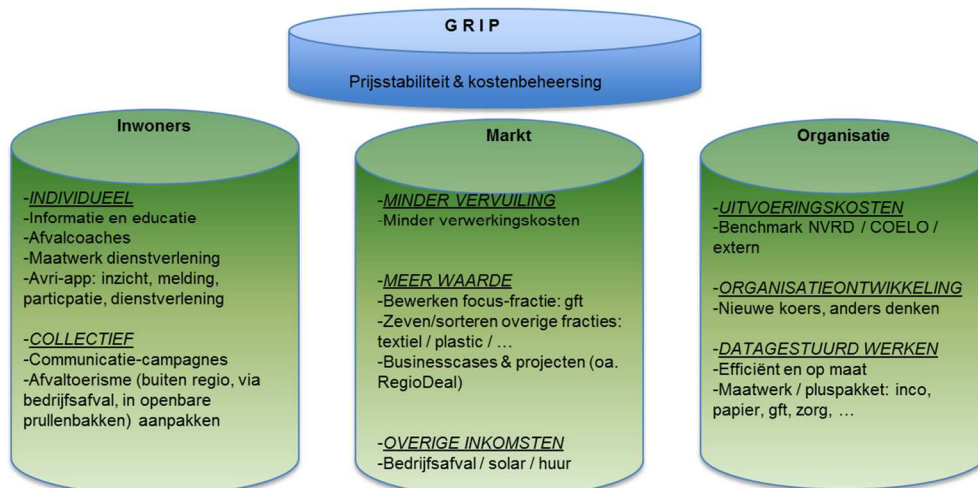 G R I P
Prijsstabiliteit & kostenbeheersing
Inwoners
-INDIVIDUEEL
-Informatie en educatie
-Afvalcoaches
-Maatwerk dienstverlening
-Avri-app: inzicht, melding,
particpatie, dienstverlening
-COLLECTIEF
-Communicatie-campagnes
-Afvaltoerisme (buiten regio, via
bedrijfsafval, in openbare
prullenbakken) aanpakken
Markt
-MINDER VERVUILING
-Minder verwerkingskosten
-MEER WAARDE
-Bewerken focus-fractie: gft
-Zeven/sorteren overige fracties:
textiel / plastic / ...
-Businesscases & projecten (oa.
RegioDeal)
-OVERIGE INKOMSTEN
-Bedrijfsafval / solar / huur
Organisatie
-UITVOERINGSKOSTEN
-Benchmark NVRD / COELO /
extern
-ORGANISATIEONTWIKKELING
-Nieuwe koers, anders denken
-DATAGESTUURD WERKEN
-Efficiënt en op maat
-Maatwerk / pluspakket: inco,
papier, gft, zorg, ...